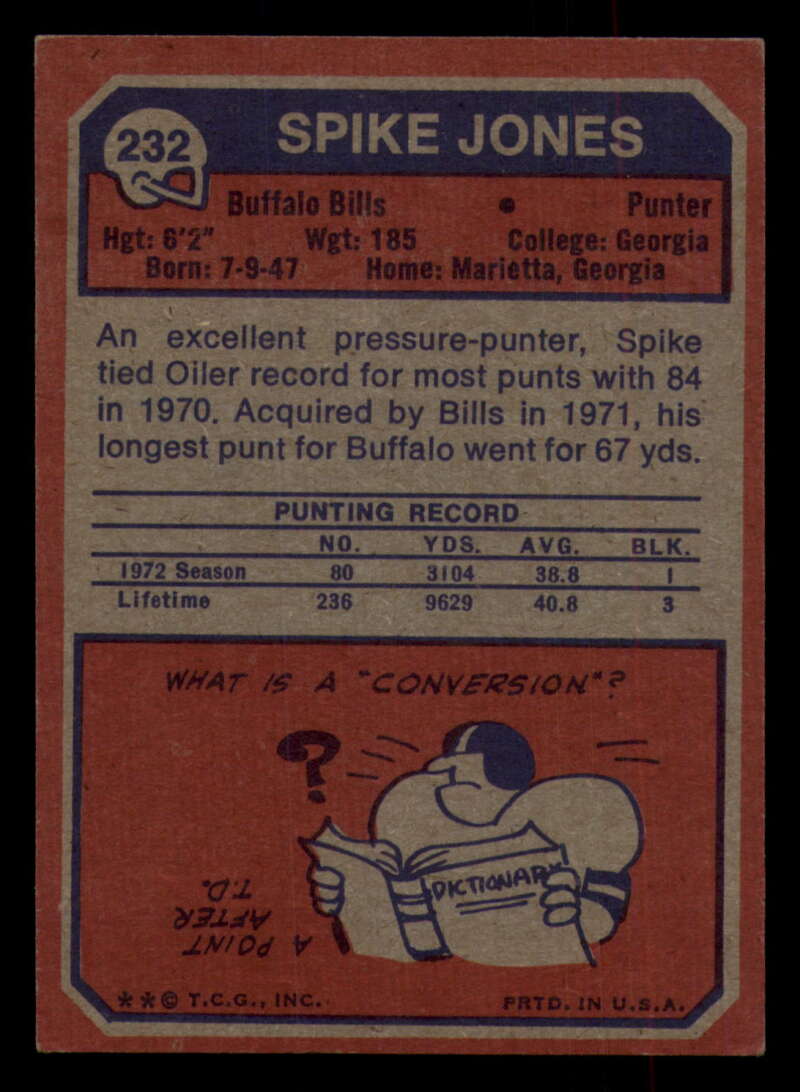 232
SPIKE JONES
Buffalo Bills • Punter
Hgt: 6'2" Wgt: 185 College: Georgia
Born: 7-9-47 Home: Marietta, Georgia
An excellent pressure-punter, Spike
tied Oiler record for most punts with 84
in 1970. Acquired by Bills in 1971, his
longest punt for Buffalo went for 67 yds.
PUNTING RECORD
NO. YDS. AVG. BLK.
1972 Season 80 3104 38.8 1
Lifetime 236 9629 40.8 3
WHAT IS A "CONVERSION"?
?
DICTIONARY
A POINT
AFTER
T.D.
**© T.C.G., INC. PRTD. IN U.S.A.